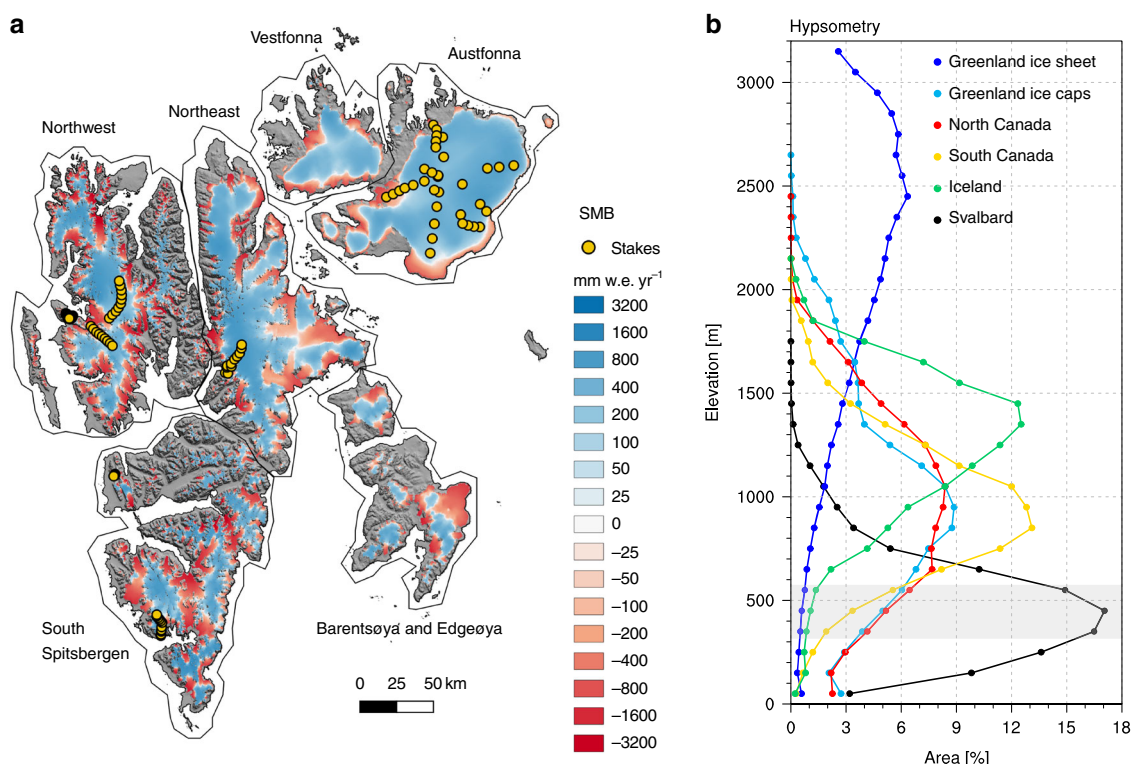 a
Vestfonna
Austfonna
Northeast
Northwest
South
Spitsbergen
Barentsøya and Edgeøya
0 25 50 km
SMB
Stakes
mm w.e. yr⁻¹
3200
1600
800
400
200
100
50
25
0
−25
−50
−100
−200
−400
−800
−1600
−3200
b
Hypsometry
Greenland ice sheet
Greenland ice caps
North Canada
South Canada
Iceland
Svalbard
Elevation [m]
3000
2500
2000
1500
1000
500
0
0 3 6 9 12 15 18
Area [%]